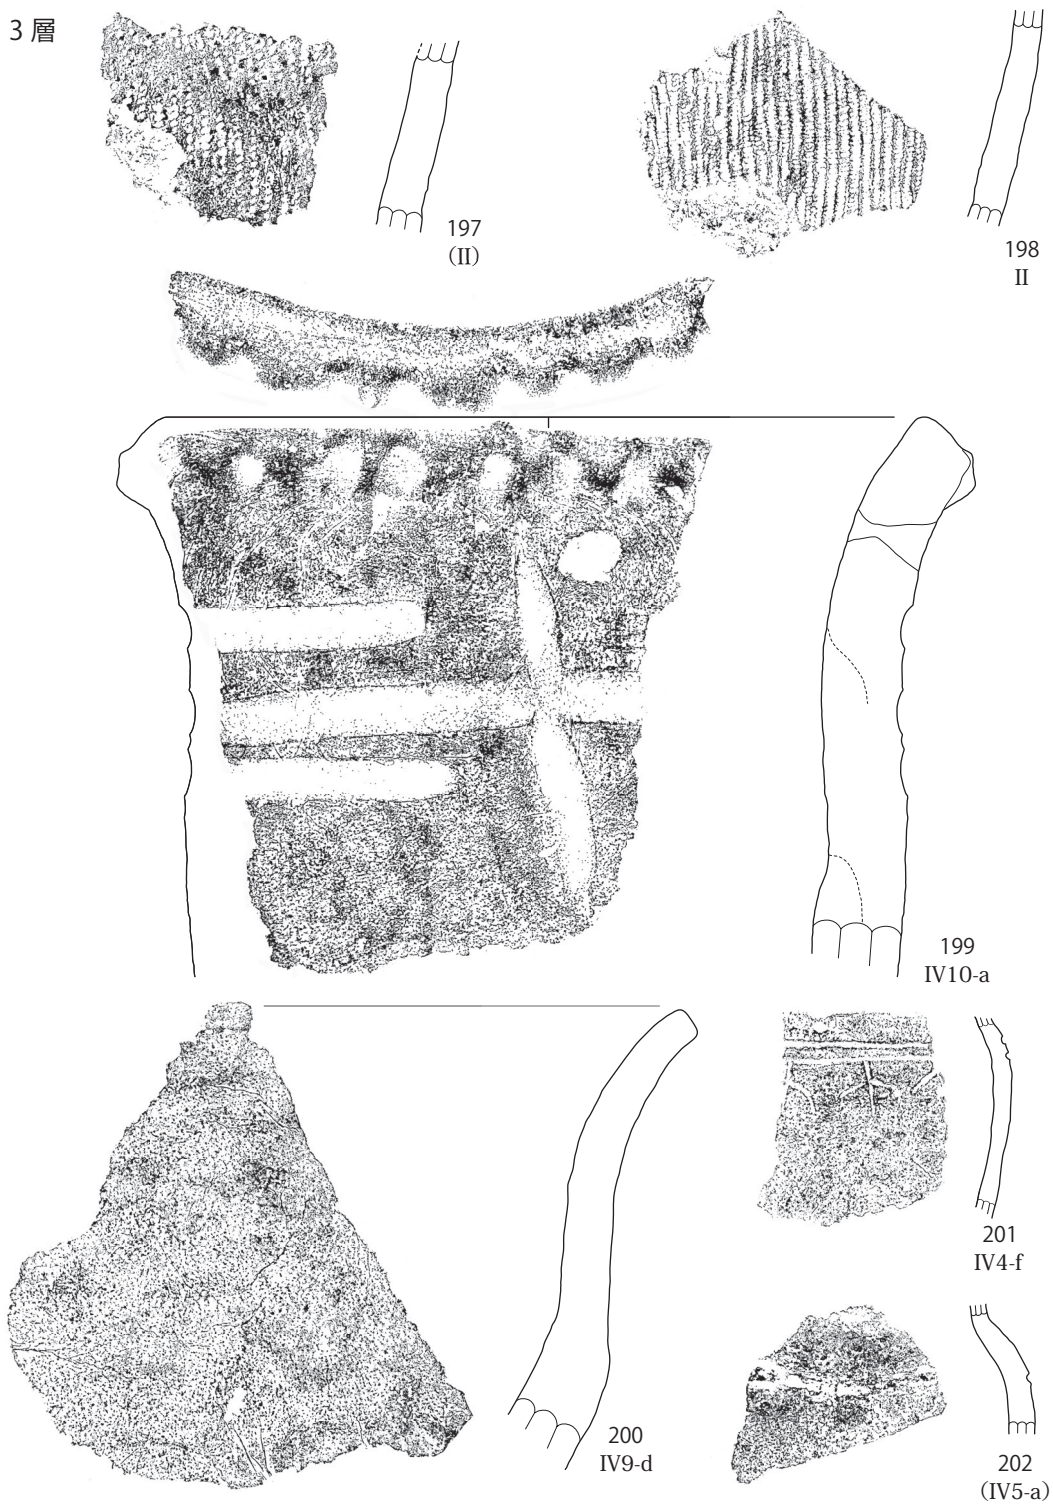 3 層
197
(II)
198
II
199
IV10-a
200
IV9-d
201
IV4-f
202
(IV5-a)